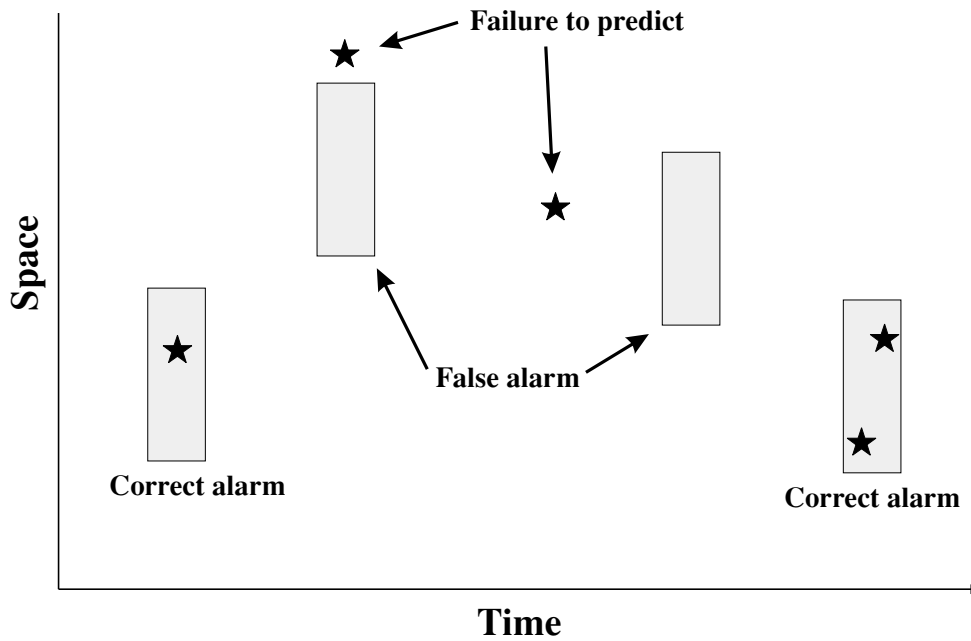 Failure to predict
Space
False alarm
Correct alarm
Correct alarm
Time